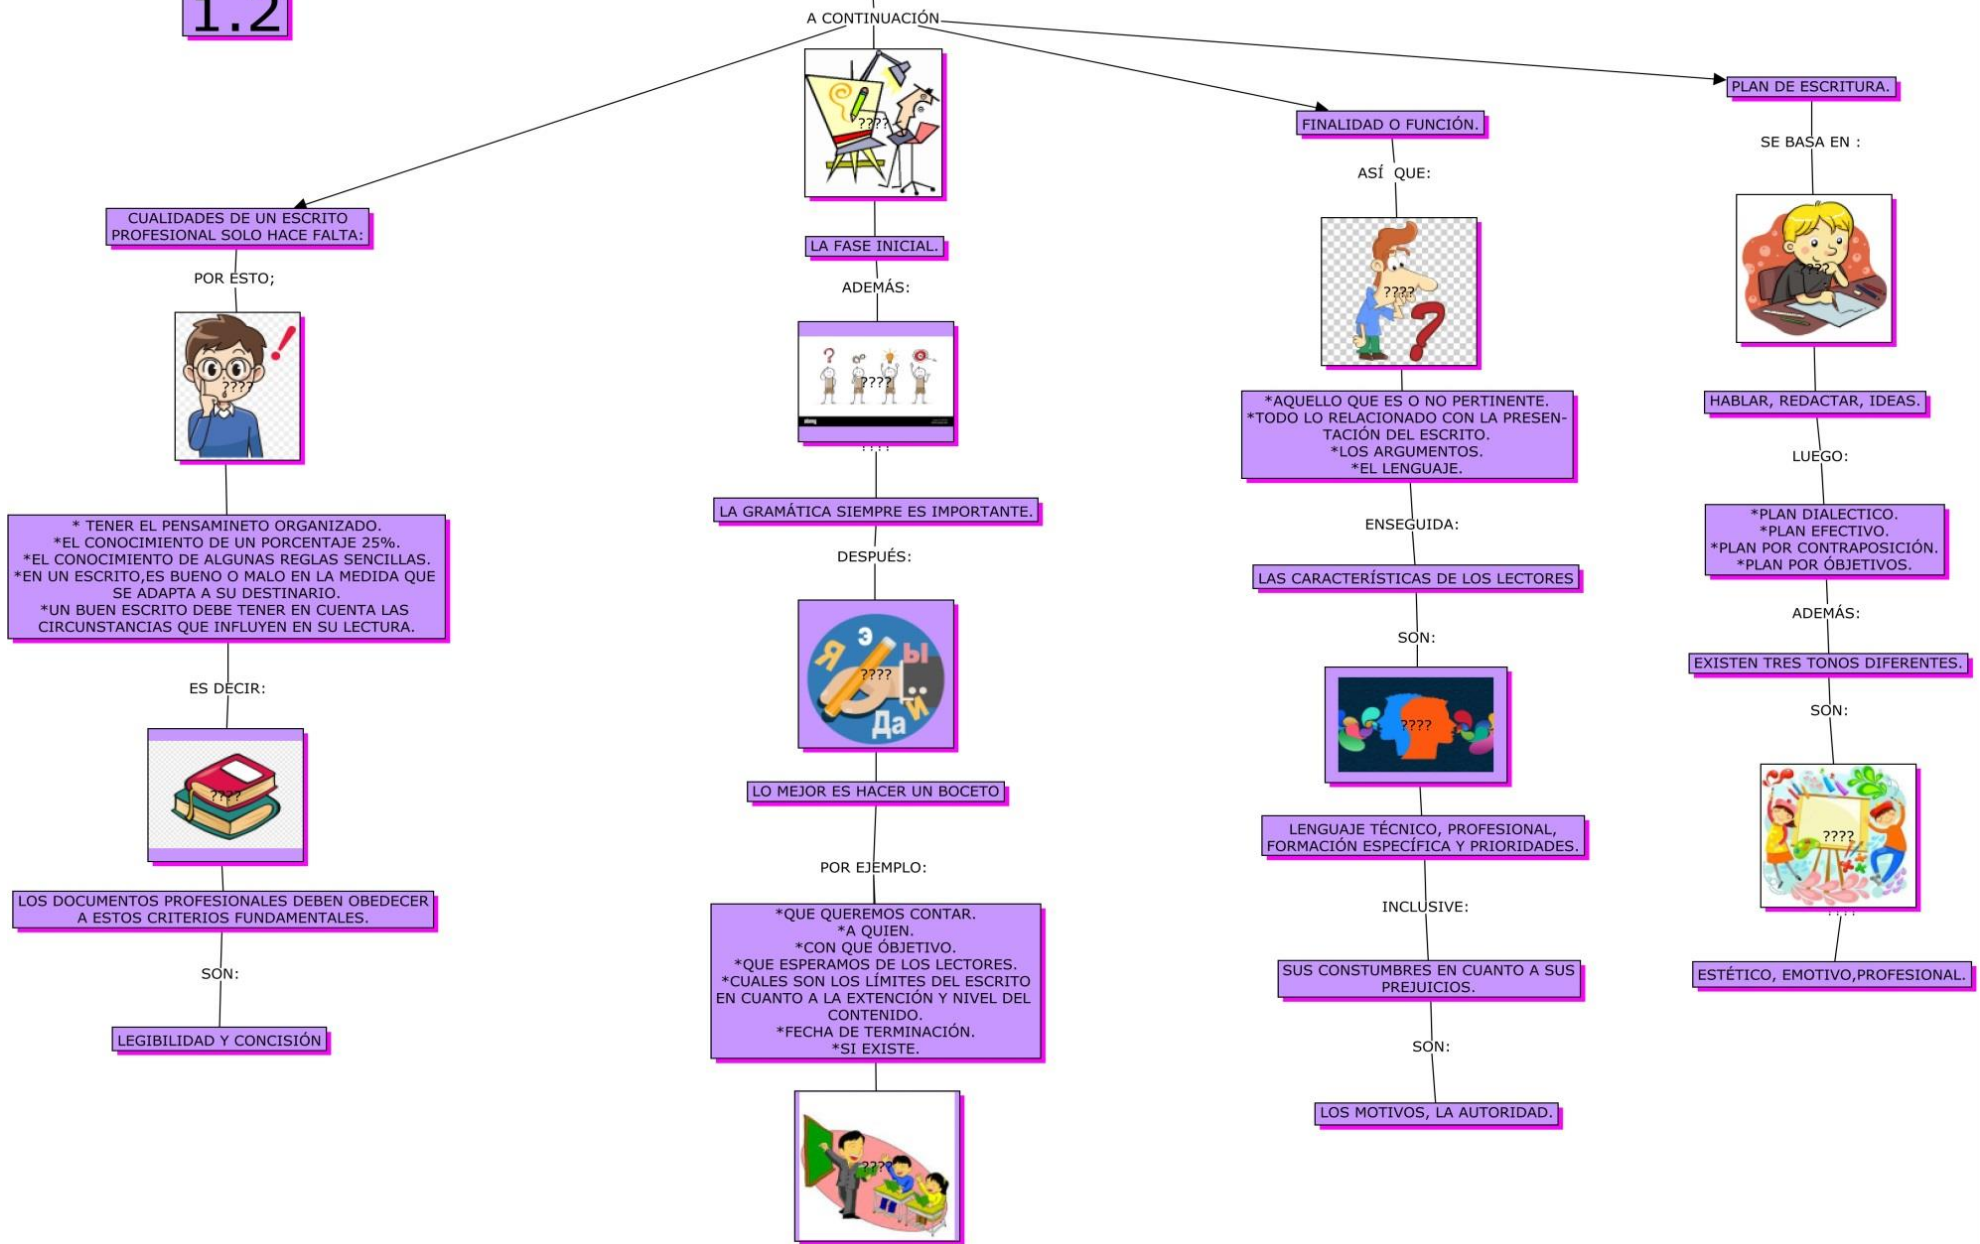 1.2
A CONTINUACIÓN
CUALIDADES DE UN ESCRITO
PROFESIONAL SOLO HACE FALTA:
POR ESTO;
????
* TENER EL PENSAMINETO ORGANIZADO.
*EL CONOCIMIENTO DE UN PORCENTAJE 25%.
*EL CONOCIMIENTO DE ALGUNAS REGLAS SENCILLAS.
*EN UN ESCRITO,ES BUENO O MALO EN LA MEDIDA QUE
SE ADAPTA A SU DESTINARIO.
*UN BUEN ESCRITO DEBE TENER EN CUENTA LAS
CIRCUNSTANCIAS QUE INFLUYEN EN SU LECTURA.
ES DECIR:
????
LOS DOCUMENTOS PROFESIONALES DEBEN OBEDECER
A ESTOS CRITERIOS FUNDAMENTALES.
SON:
LEGIBILIDAD Y CONCISIÓN
????
LA FASE INICIAL.
ADEMÁS:
????
LA GRAMÁTICA SIEMPRE ES IMPORTANTE.
DESPUÉS:
Я Э Ы
????
Да Й
LO MEJOR ES HACER UN BOCETO
POR EJEMPLO:
*QUE QUEREMOS CONTAR.
*A QUIEN.
*CON QUE ÓBJETIVO.
*QUE ESPERAMOS DE LOS LECTORES.
*CUALES SON LOS LÍMITES DEL ESCRITO
EN CUANTO A LA EXTENCIÓN Y NIVEL DEL
CONTENIDO.
*FECHA DE TERMINACIÓN.
*SI EXISTE.
????
FINALIDAD O FUNCIÓN.
ASÍ QUE:
????
*AQUELLO QUE ES O NO PERTINENTE.
*TODO LO RELACIONADO CON LA PRESEN-
TACIÓN DEL ESCRITO.
*LOS ARGUMENTOS.
*EL LENGUAJE.
ENSEGUIDA:
LAS CARACTERÍSTICAS DE LOS LECTORES
SON:
????
LENGUAJE TÉCNICO, PROFESIONAL,
FORMACIÓN ESPECÍFICA Y PRIORIDADES.
INCLUSIVE:
SUS CONSTUMBRES EN CUANTO A SUS
PREJUICIOS.
SON:
LOS MOTIVOS, LA AUTORIDAD.
PLAN DE ESCRITURA.
SE BASA EN :
????
HABLAR, REDACTAR, IDEAS.
LUEGO:
*PLAN DIALECTICO.
*PLAN EFECTIVO.
*PLAN POR CONTRAPOSICIÓN.
*PLAN POR ÓBJETIVOS.
ADEMÁS:
EXISTEN TRES TONOS DIFERENTES.
SON:
????
ESTÉTICO, EMOTIVO,PROFESIONAL.